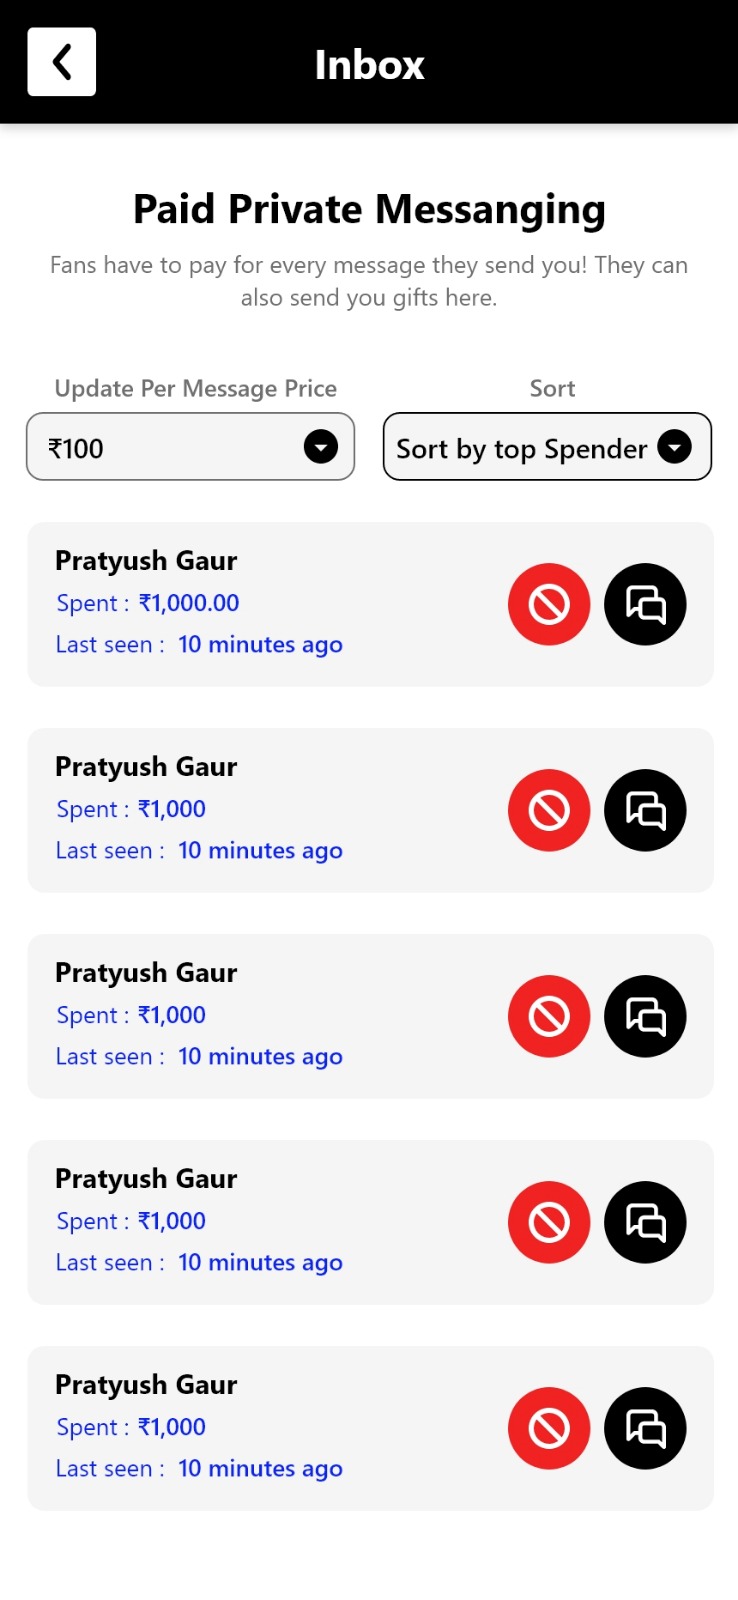 Inbox
Paid Private Messanging
Fans have to pay for every message they send you! They can
also send you gifts here.
Update Per Message Price
Sort
₹100
Sort by top Spender
Pratyush Gaur
Spent : ₹1,000.00
Last seen : 10 minutes ago
Pratyush Gaur
Spent : ₹1,000
Last seen : 10 minutes ago
Pratyush Gaur
Spent : ₹1,000
Last seen : 10 minutes ago
Pratyush Gaur
Spent : ₹1,000
Last seen : 10 minutes ago
Pratyush Gaur
Spent : ₹1,000
Last seen : 10 minutes ago